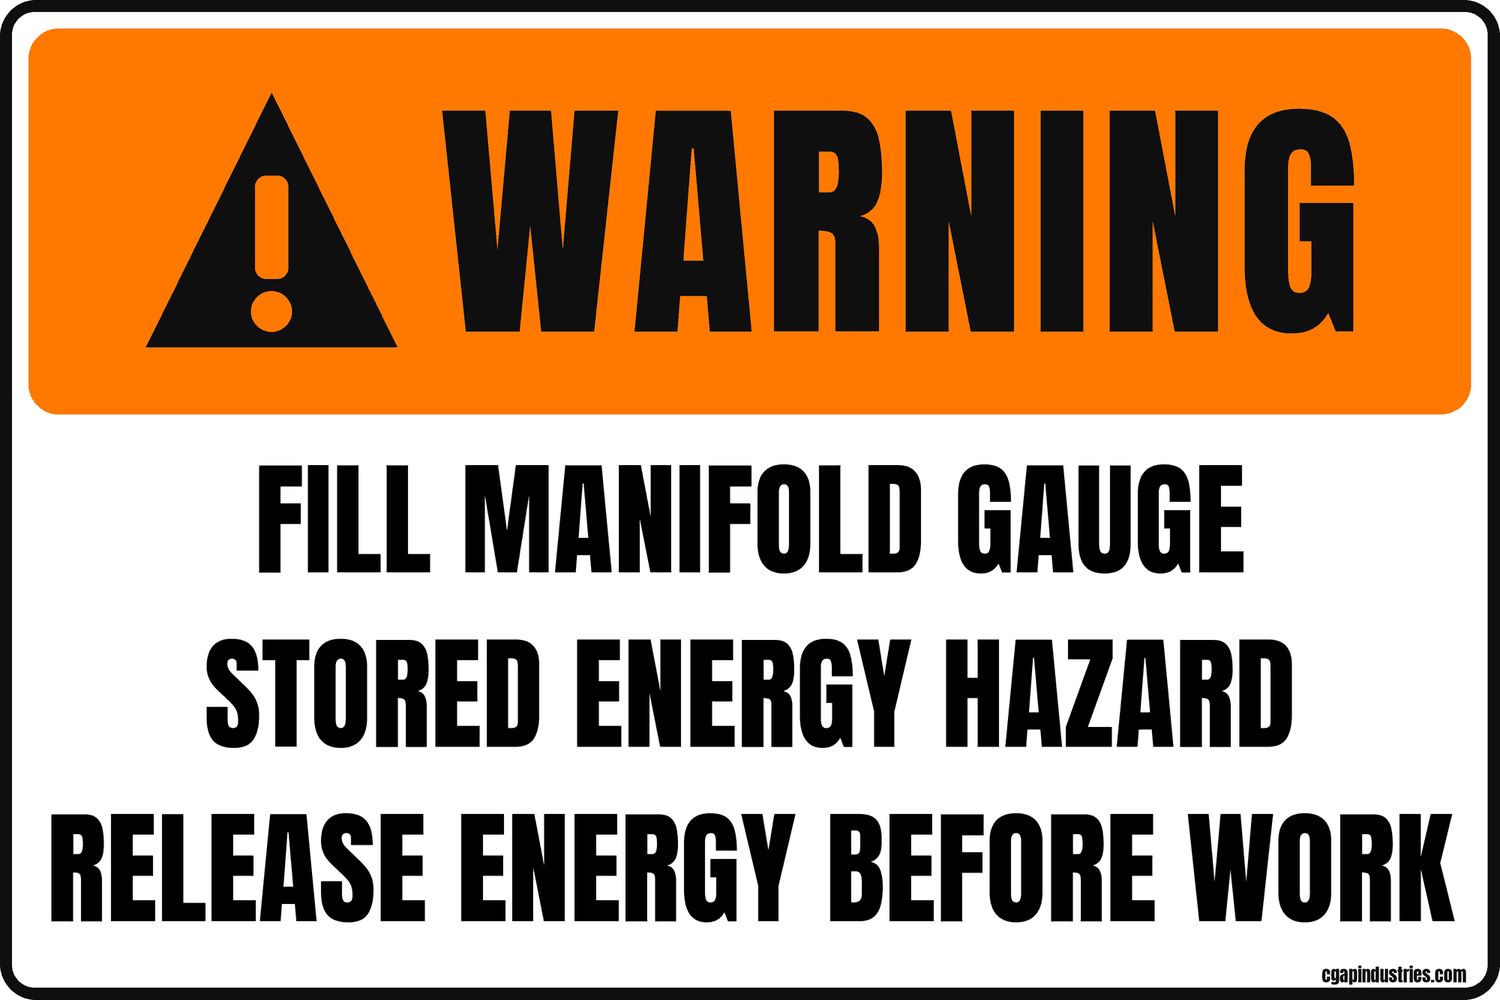 WARNING
FILL MANIFOLD GAUGE
STORED ENERGY HAZARD
RELEASE ENERGY BEFORE WORK
cgapindustries.com